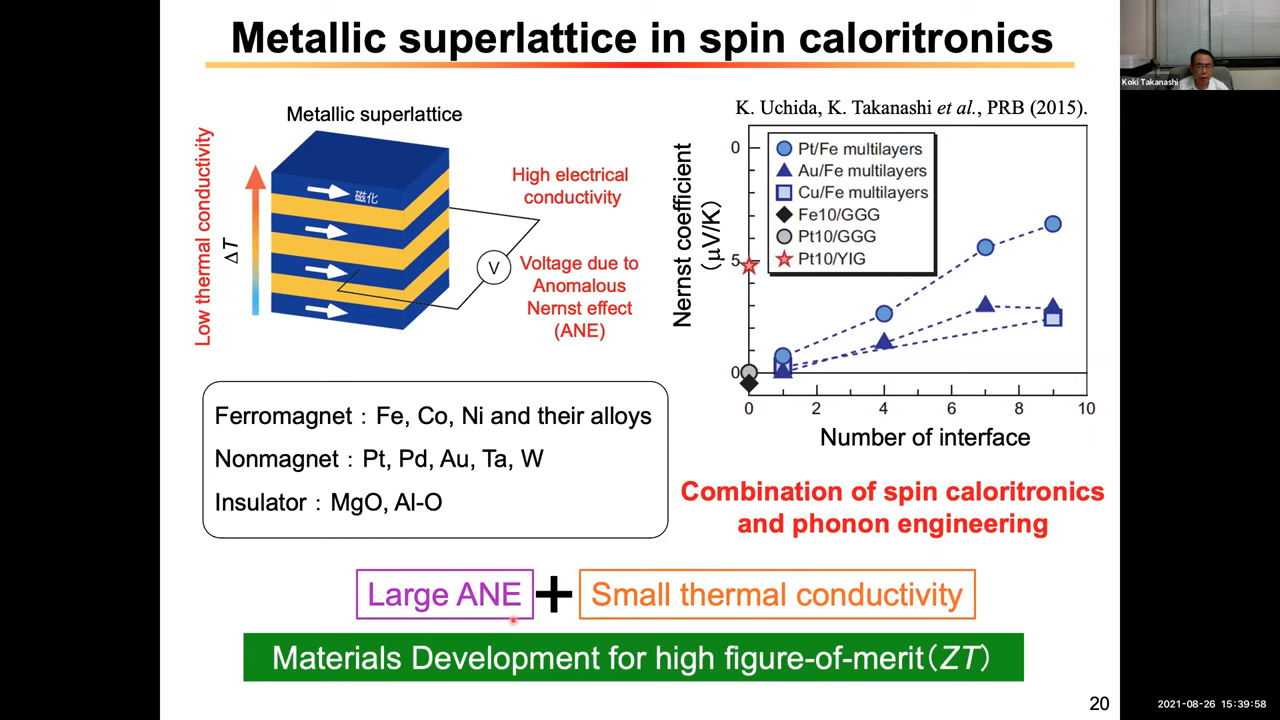 Metallic superlattice in spin caloritronics
Koki Takanashi
Metallic superlattice
Low thermal conductivity
ΔT
磁化
High electrical
conductivity
V
Voltage due to
Anomalous
Nernst effect
(ANE)
K. Uchida, K. Takanashi et al., PRB (2015).
Nernst coefficient
(μV/K)
0
5
0
Pt/Fe multilayers
Au/Fe multilayers
Cu/Fe multilayers
Fe10/GGG
Pt10/GGG
Pt10/YIG
0 2 4 6 8 10
Number of interface
Ferromagnet：Fe, Co, Ni and their alloys
Nonmagnet：Pt, Pd, Au, Ta, W
Insulator：MgO, Al-O
Combination of spin caloritronics
and phonon engineering
Large ANE + Small thermal conductivity
Materials Development for high figure-of-merit（ZT）
20
2021-08-26 15:39:58